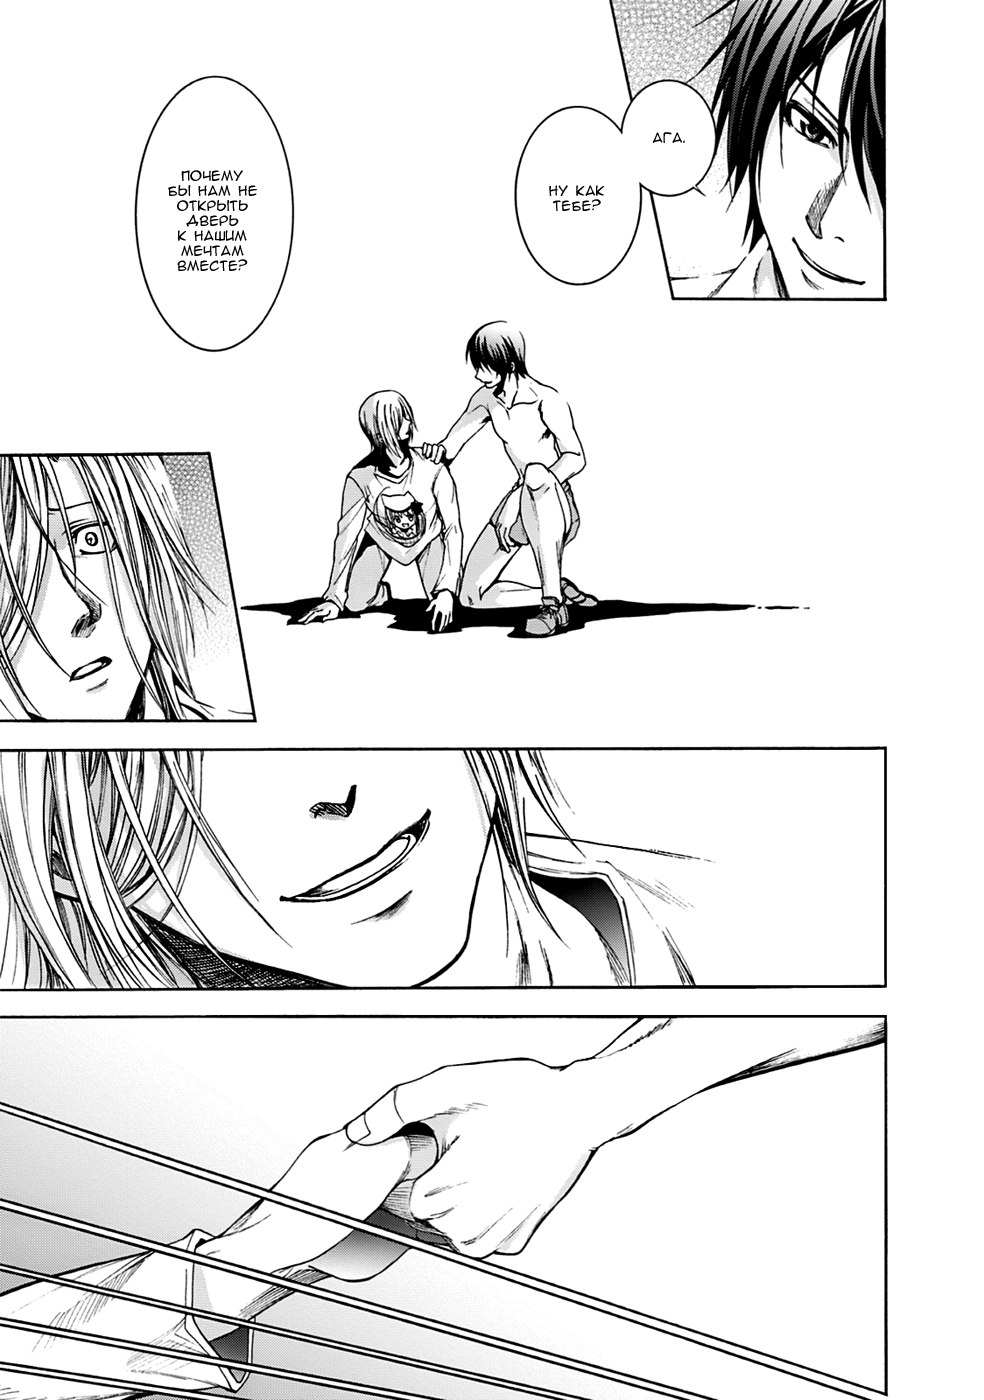 АГА.
НУ КАК
ТЕБЕ?
ПОЧЕМУ
БЫ НАМ НЕ
ОТКРЫТЬ
ДВЕРЬ
К НАШИМ
МЕЧТАМ
ВМЕСТЕ?